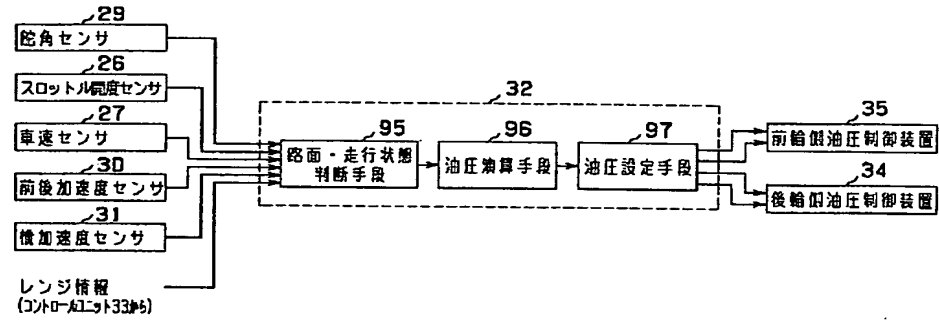 29
舵角センサ
26
スロットル開度センサ
27
車速センサ
30
前後加速度センサ
31
横加速度センサ
レンジ情報
(コントロールユニット33から)
32
95
路面・走行状態
判断手段
96
油圧演算手段
97
油圧設定手段
35
前輪側油圧制御装置
34
後輪側油圧制御装置